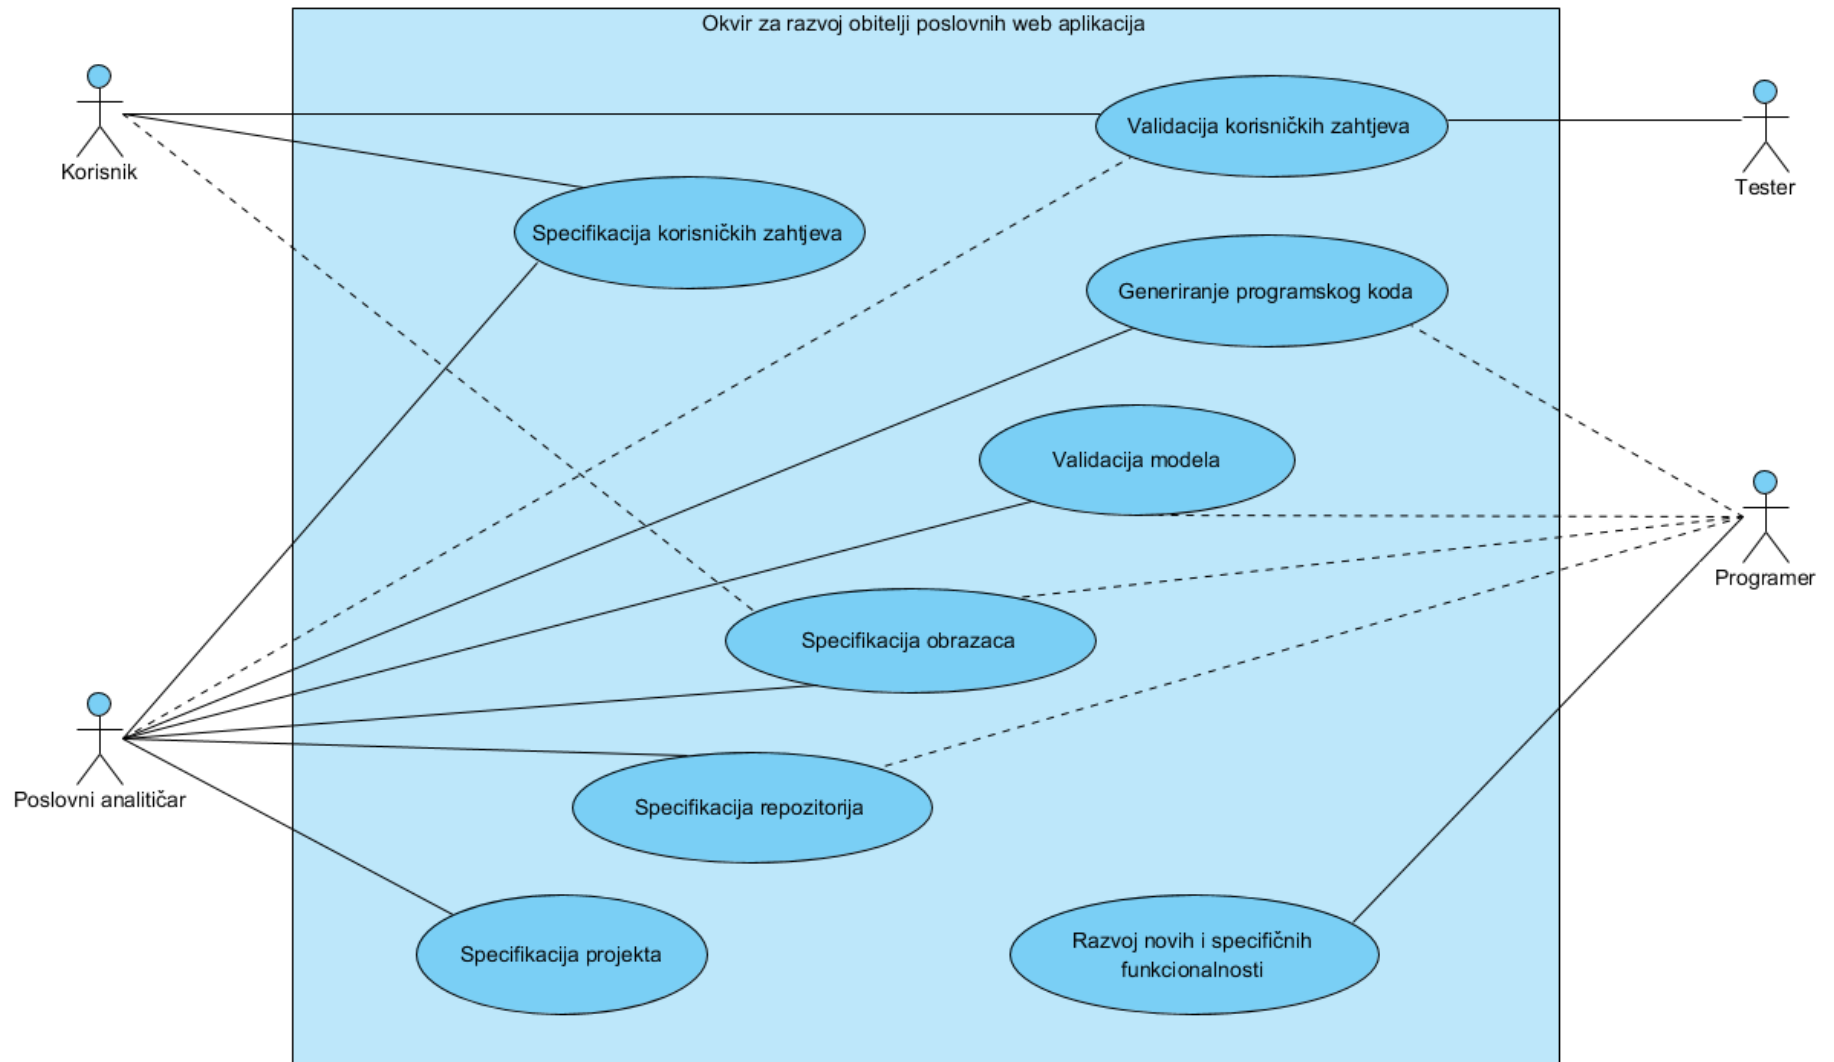 Okvir za razvoj obitelji poslovnih web aplikacija
Korisnik
Validacija korisničkih zahtjeva
Tester
Specifikacija korisničkih zahtjeva
Generiranje programskog koda
Validacija modela
Programer
Specifikacija obrazaca
Poslovni analitičar
Specifikacija repozitorija
Specifikacija projekta
Razvoj novih i specifičnih
funkcionalnosti